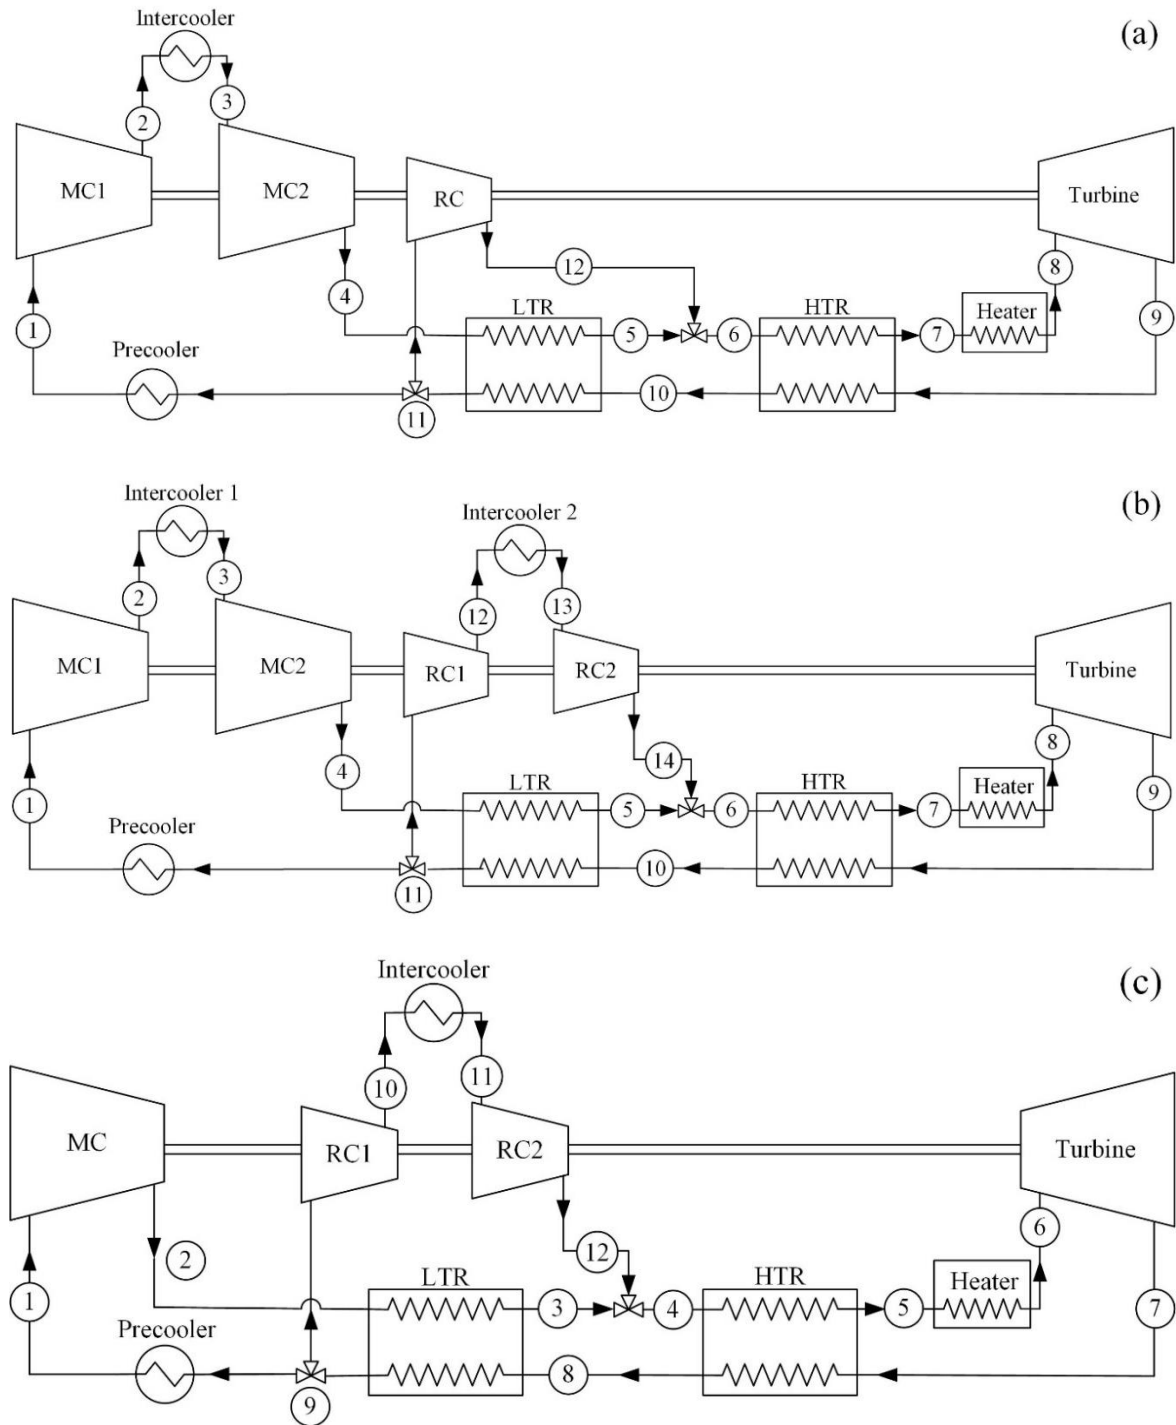 (a)
Intercooler
2
3
MC1
MC2
RC
Turbine
12
8
4
LTR
HTR
Heater
1
5
6
7
9
Precooler
10
11
(b)
Intercooler 1
Intercooler 2
2
3
12
13
MC1
MC2
RC1
RC2
Turbine
14
8
4
LTR
HTR
Heater
1
5
6
7
9
Precooler
10
11
(c)
Intercooler
10
11
MC
RC1
RC2
Turbine
6
2
12
LTR
HTR
Heater
1
3
4
5
7
Precooler
8
9